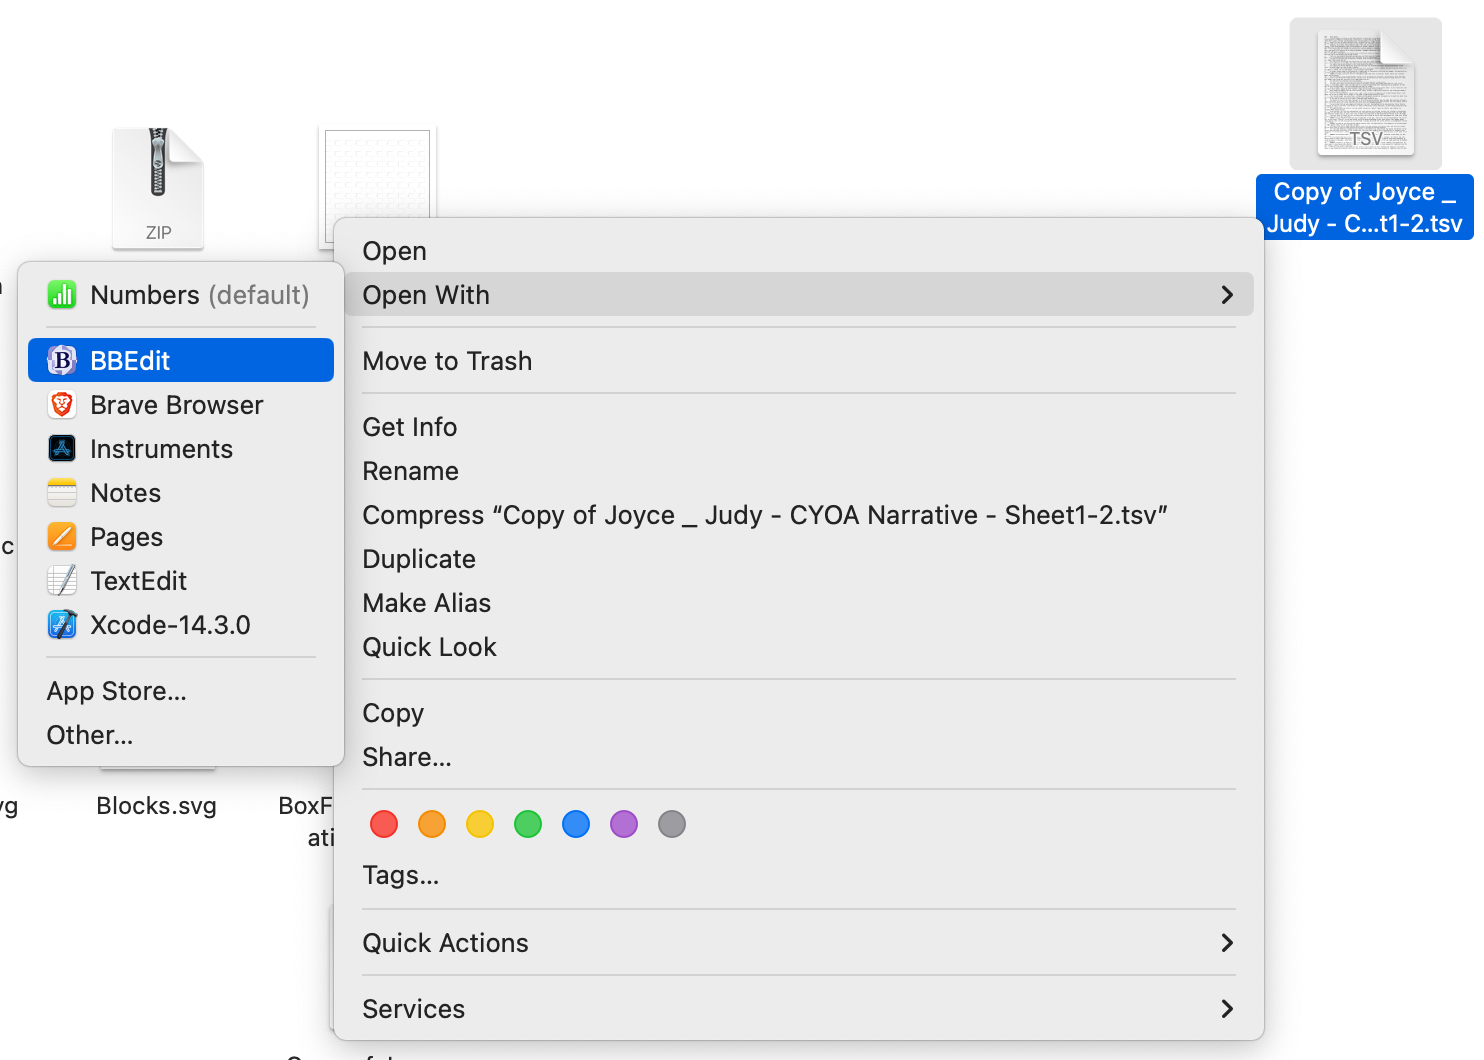 TSV
Copy of Joyce _
Judy - C...t1-2.tsv
ZIP
Open
Open With
Move to Trash
Get Info
Rename
Compress “Copy of Joyce _ Judy - CYOA Narrative - Sheet1-2.tsv”
Duplicate
Make Alias
Quick Look
Copy
Share...
Tags...
Quick Actions
Services
Numbers (default)
BBEdit
Brave Browser
Instruments
Notes
Pages
TextEdit
Xcode-14.3.0
App Store...
Other...
Blocks.svg
BoxF
ati
vg
c